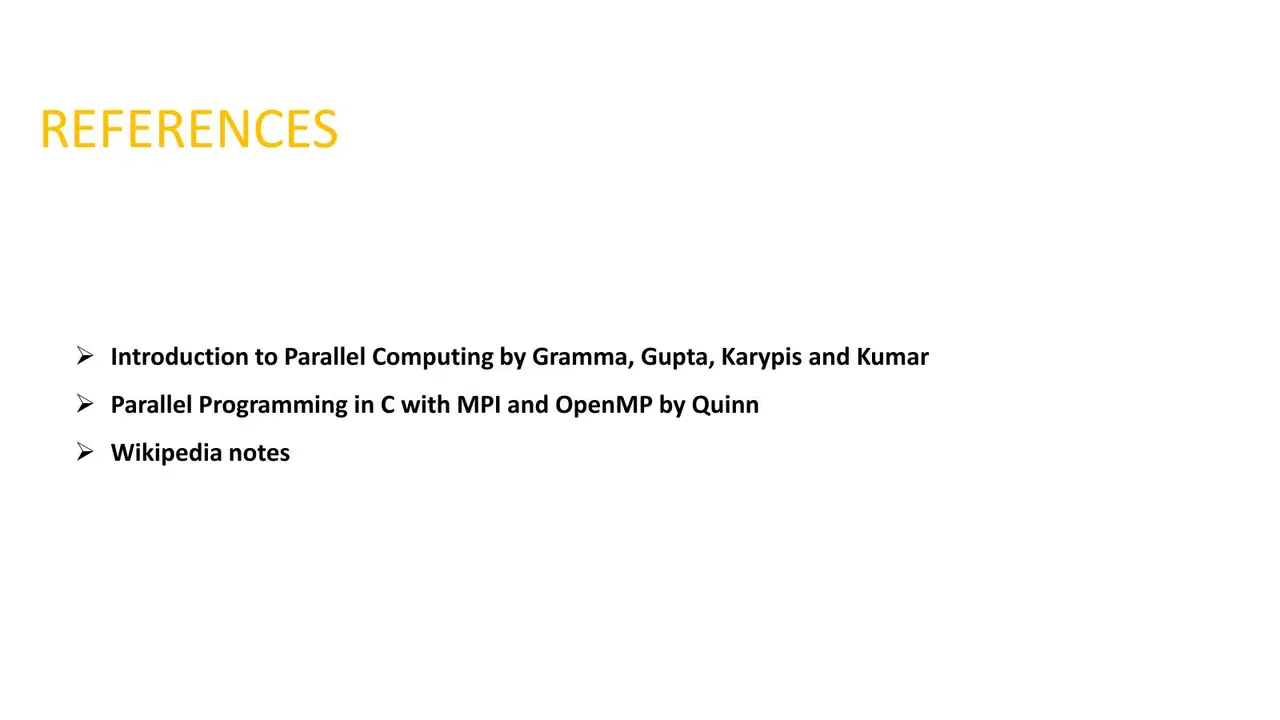 REFERENCES
➢ Introduction to Parallel Computing by Gramma, Gupta, Karypis and Kumar
➢ Parallel Programming in C with MPI and OpenMP by Quinn
➢ Wikipedia notes